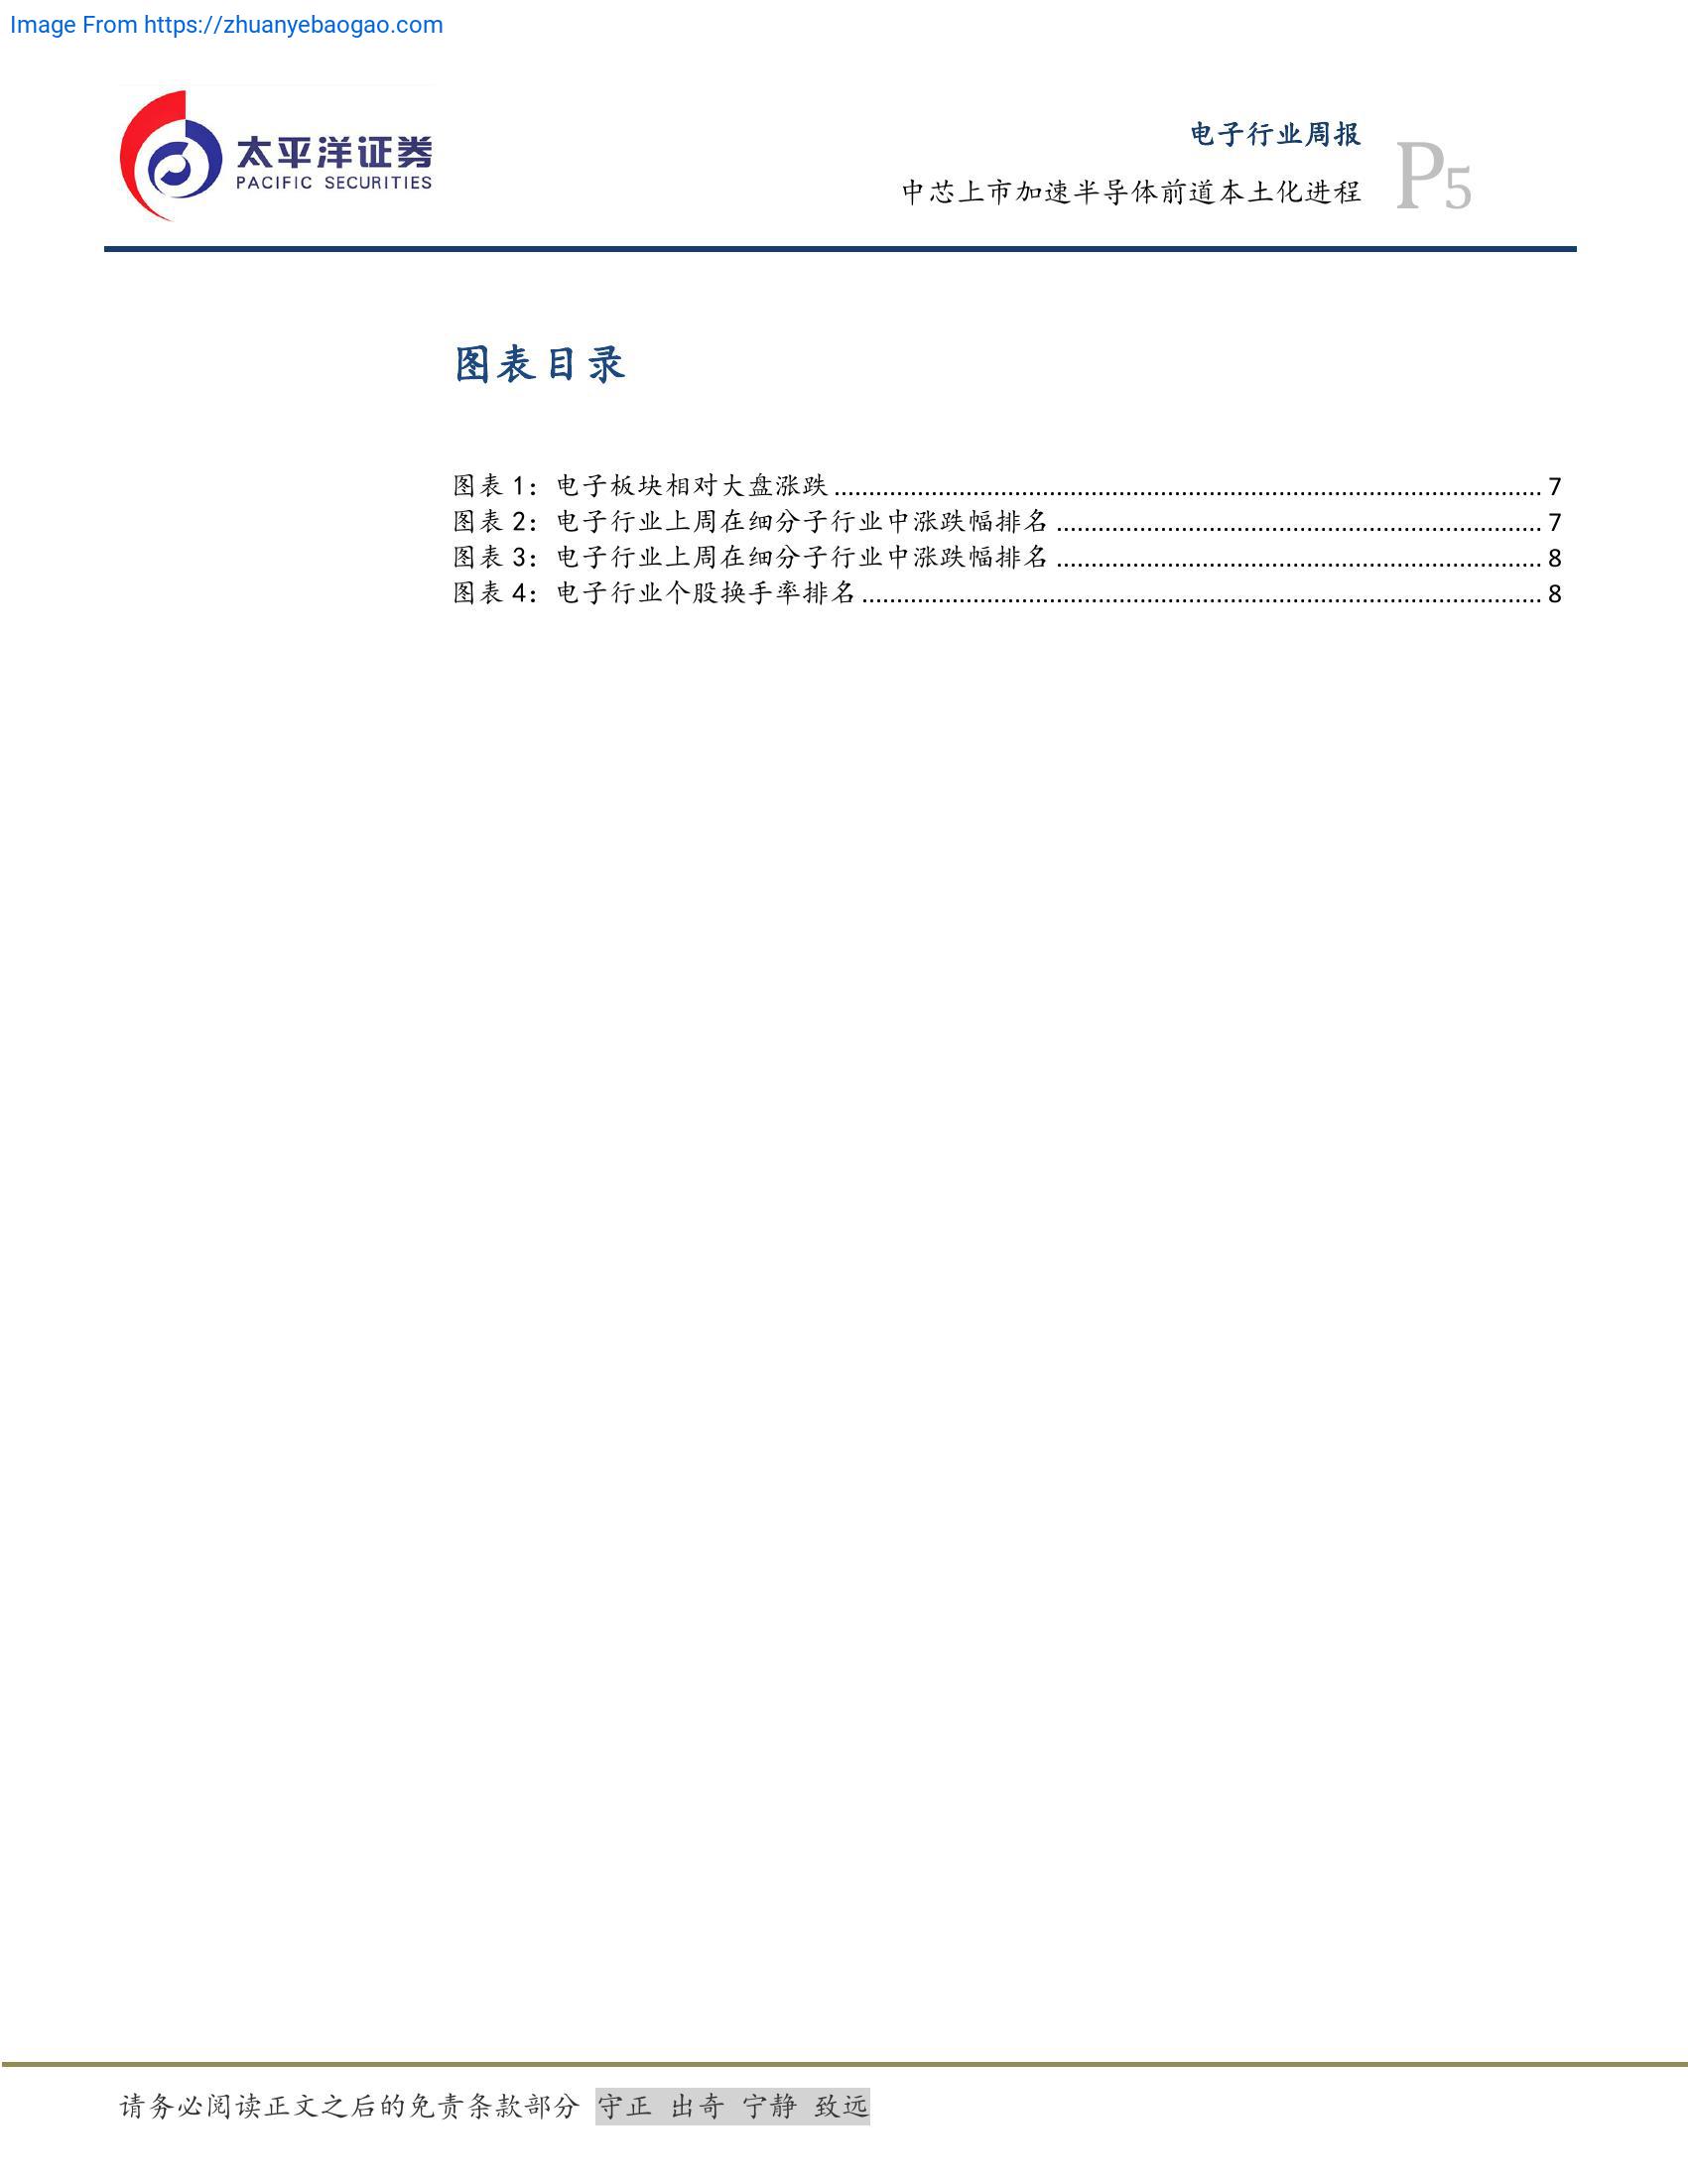 Image From https://zhuanyebaogao.com
太平洋证券
PACIFIC SECURITIES
电子行业周报
中芯上市加速半导体前道本土化进程
P5
图表目录
图表 1：电子板块相对大盘涨跌........................................ 7
图表 2：电子行业上周在细分子行业中涨跌幅排名........................................ 7
图表 3：电子行业上周在细分子行业中涨跌幅排名........................................ 8
图表 4：电子行业个股换手率排名........................................ 8
请务必阅读正文之后的免责条款部分 守正 出奇 宁静 致远